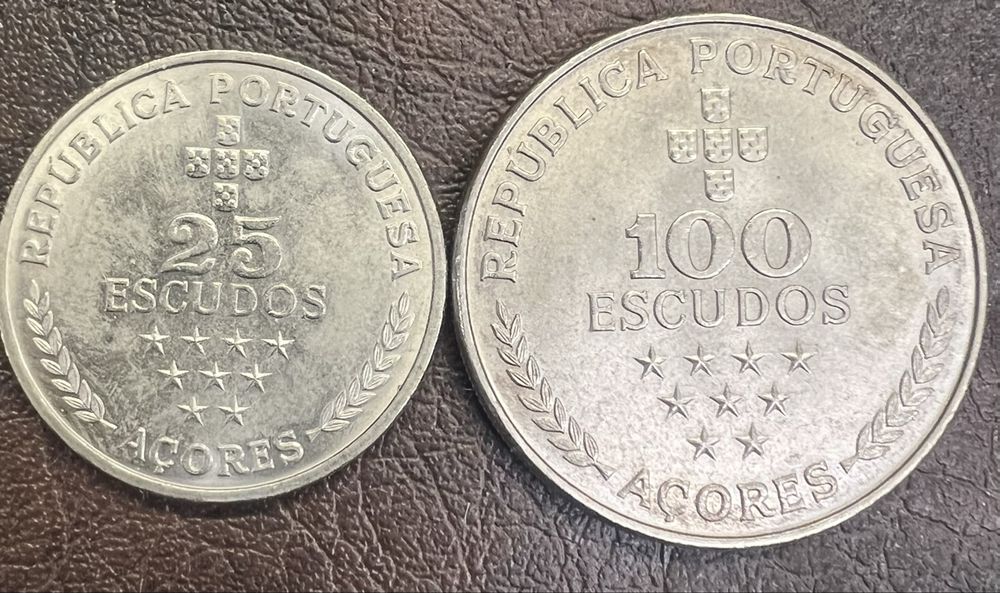 REPÚBLICA PORTUGUESA
25
ESCUDOS
AÇORES
REPÚBLICA PORTUGUESA
100
ESCUDOS
AÇORES